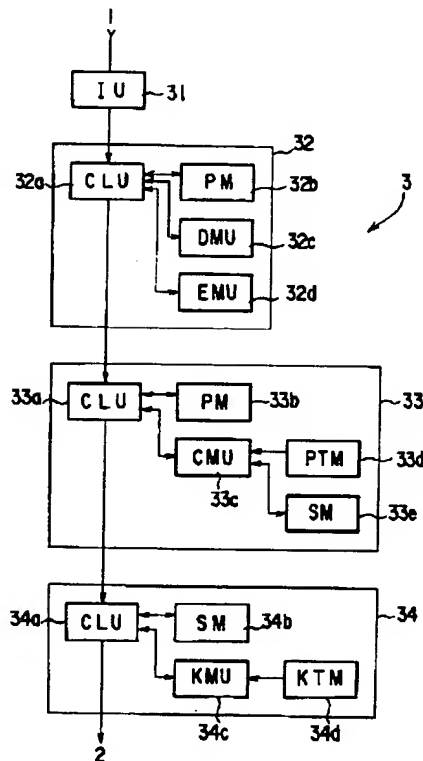 1
IU
31
32
32a
CLU
PM
32b
3
DMU
32c
EMU
32d
33a
CLU
PM
33b
33
CMU
33c
PTM
33d
SM
33e
34a
CLU
SM
34b
34
KMU
34c
KTM
34d
2